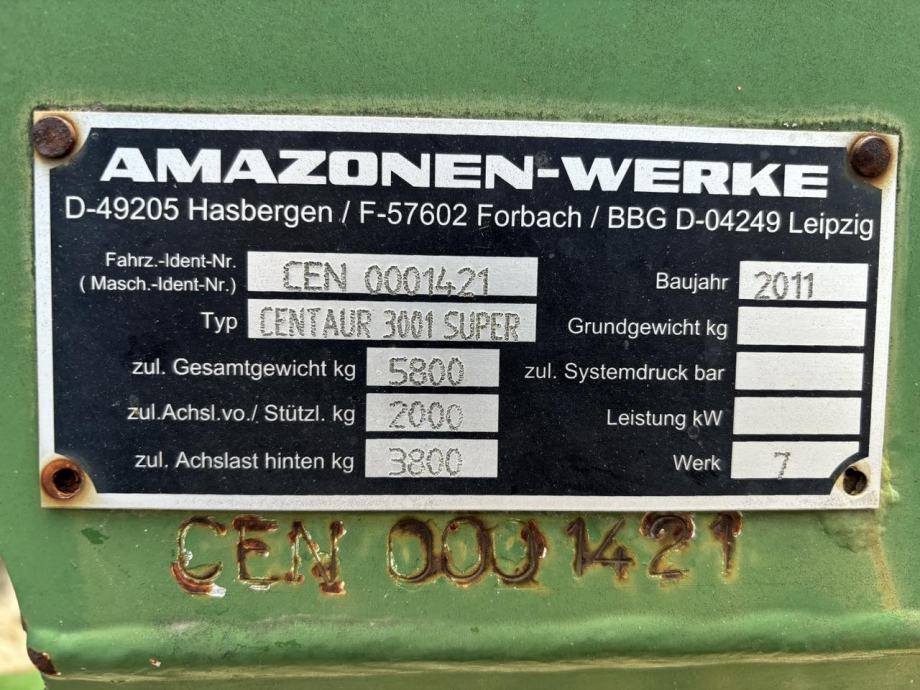 AMAZONEN-WERKE
D-49205 Hasbergen / F-57602 Forbach / BBG D-04249 Leipzig
Fahrz.-Ident-Nr.
( Masch.-Ident-Nr.) CEN 0001421
Baujahr 2011
Typ CENTAUR 3001 SUPER
Grundgewicht kg
zul. Gesamtgewicht kg 5800
zul. Systemdruck bar
zul.Achsl.vo./ Stützl. kg 2000
Leistung kW
zul. Achslast hinten kg 3800
Werk 7
CEN 0001421